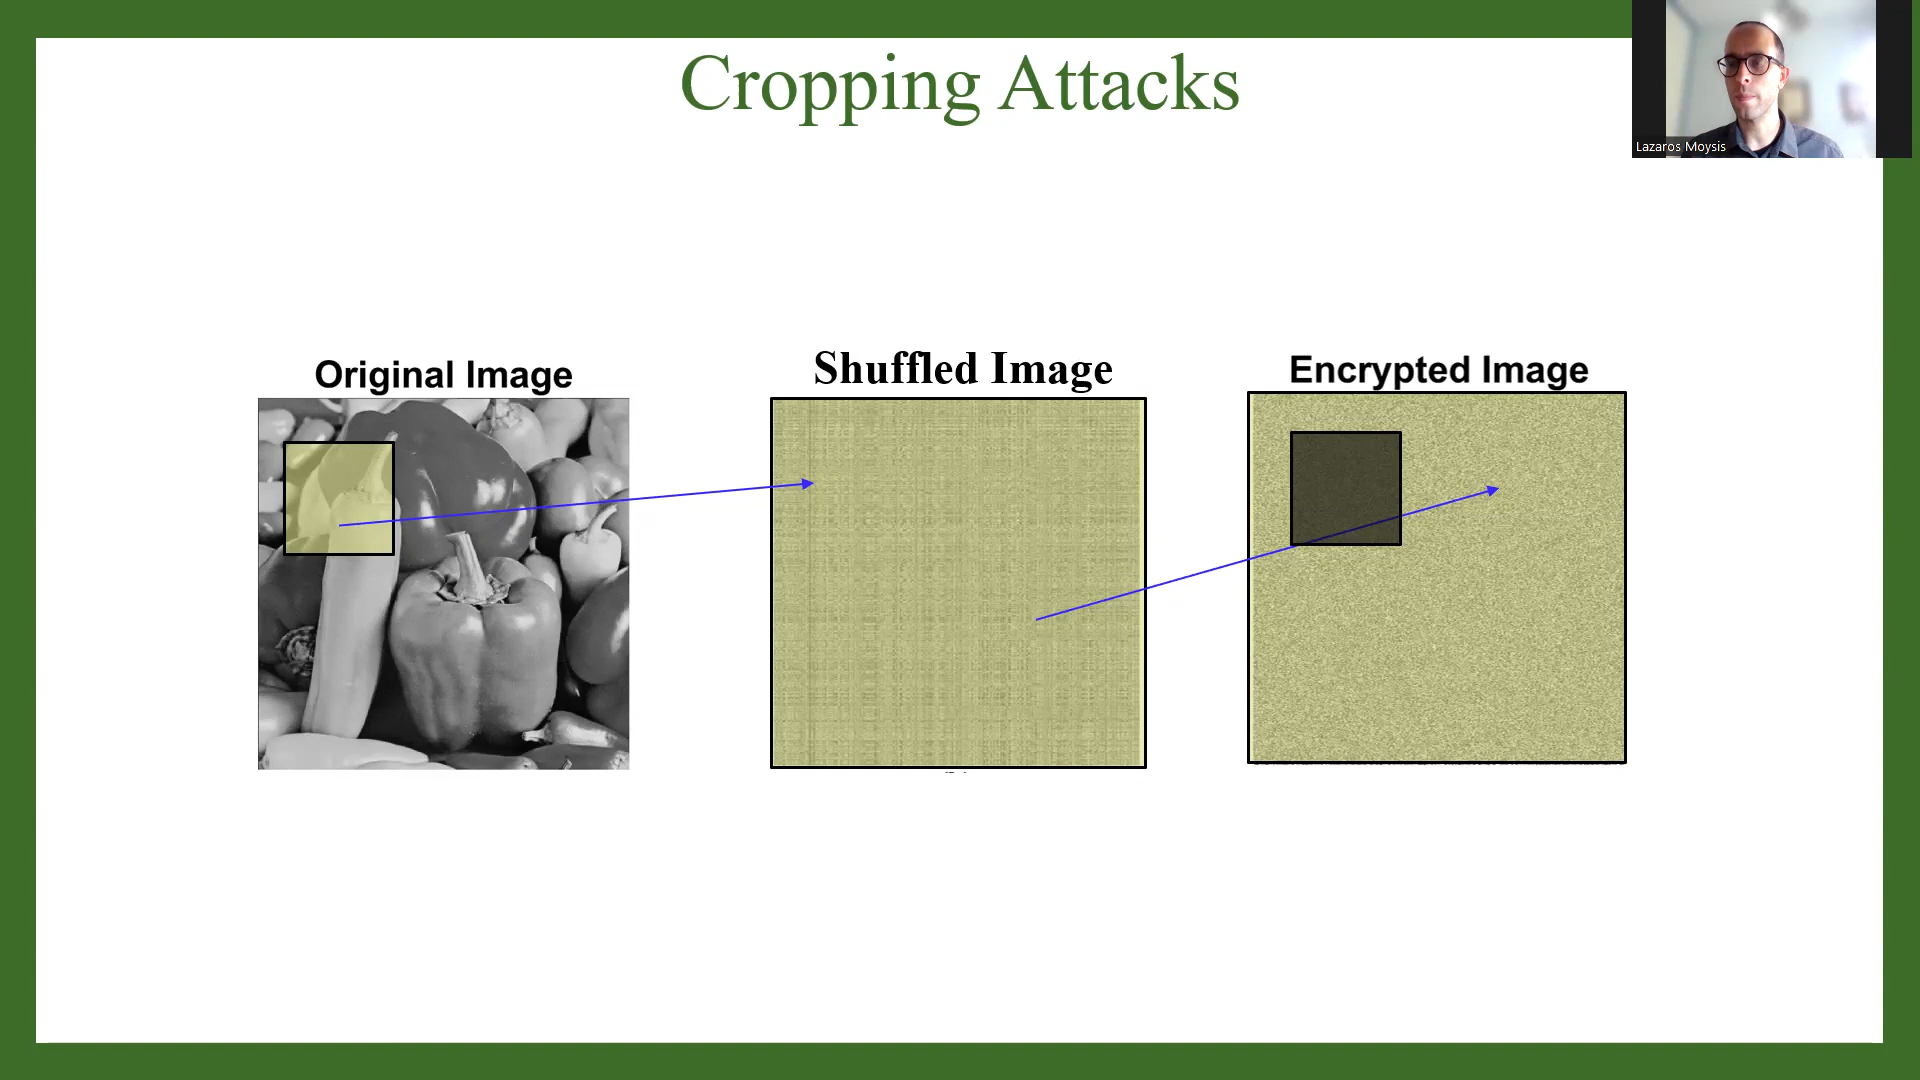 Cropping Attacks
Lazaros Moysis
Original Image
Shuffled Image
Encrypted Image